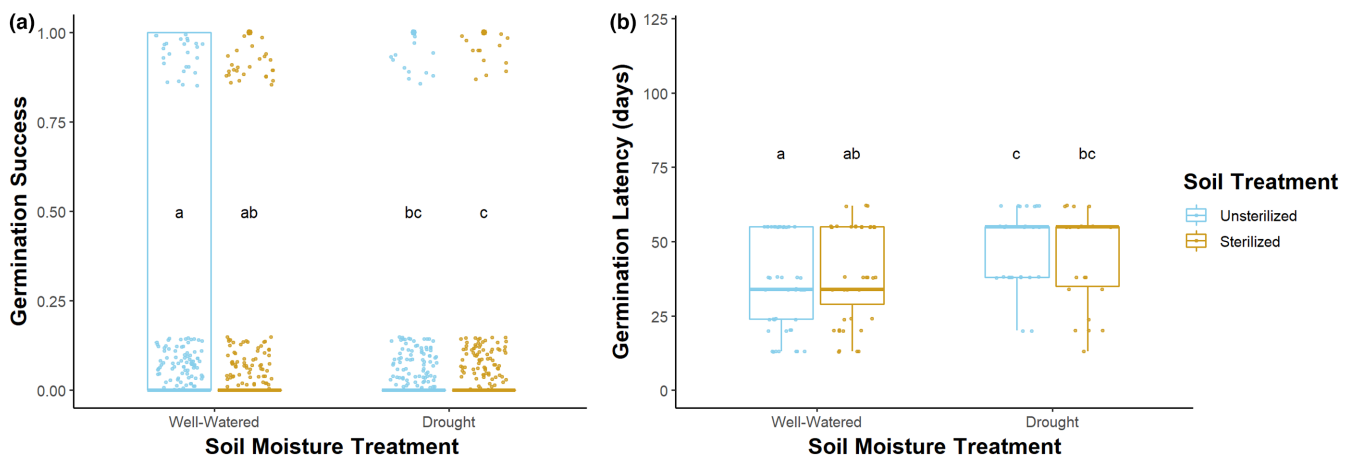 (a)
Germination Success
1.00
0.75
0.50
0.25
0.00
a
ab
bc
c
Well-Watered
Drought
Soil Moisture Treatment
(b)
Germination Latency (days)
125
100
75
50
25
0
a
ab
c
bc
Well-Watered
Drought
Soil Moisture Treatment
Soil Treatment
Unsterilized
Sterilized